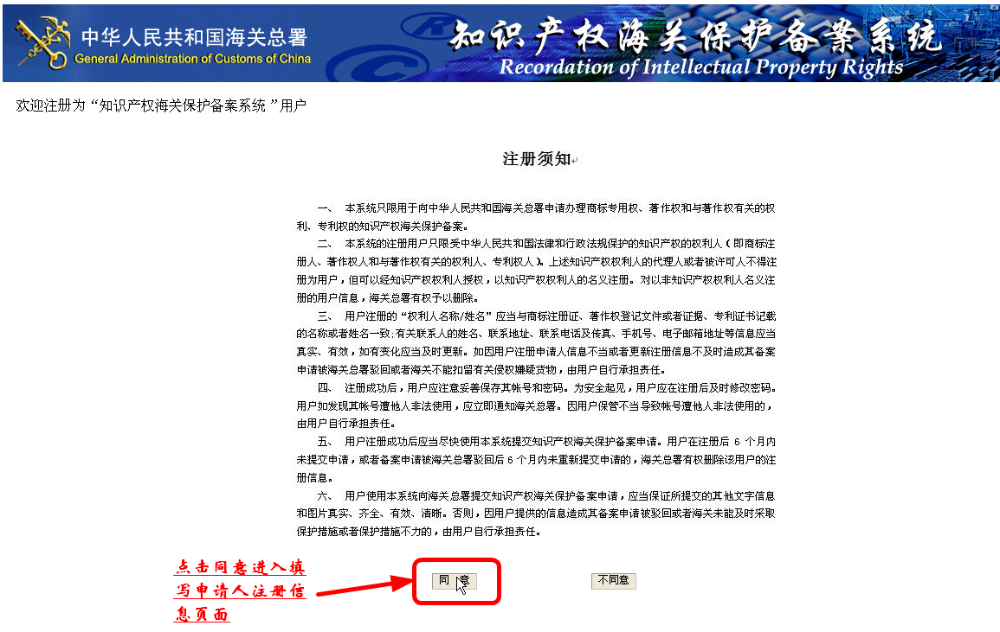 中华人民共和国海关总署
General Administration of Customs of China
知识产权海关保护备案系统
Recordation of Intellectual Property Rights
欢迎注册为“知识产权海关保护备案系统 ”用户
注册须知
一、 本系统只限用于向中华人民共和国海关总署申请办理商标专用权、著作权和与著作权有关的权
利、专利权的知识产权海关保护备案。
二、 本系统的注册用户只限受中华人民共和国法律和行政法规保护的知识产权的权利人（即商标注
册人、著作权人和与著作权有关的权利人、专利权人）。上述知识产权权利人的代理人或者被许可人不得注
册为用户，但可以经知识产权权利人授权，以知识产权权利人的名义注册。对以非知识产权权利人名义注
册的用户信息，海关总署有权予以删除。
三、 用户注册的“权利人名称/姓名”应当与商标注册证、著作权登记文件或者证据、专利证书记载
的名称或者姓名一致;有关联系人的姓名、联系地址、联系电话及传真、手机号、电子邮箱地址等信息应当
真实、有效，如有变化应当及时更新。如因用户注册申请人信息不当或者更新注册信息不及时造成其备案
申请被海关总署驳回或者海关不能扣留有关侵权嫌疑货物，由用户自行承担责任。
四、 注册成功后，用户应注意妥善保存其帐号和密码。为安全起见，用户应在注册后及时修改密码。
用户如发现其帐号遭他人非法使用，应立即通知海关总署。因用户保管不当导致帐号遭他人非法使用的，
由用户自行承担责任。
五、 用户注册成功后应当尽快使用本系统提交知识产权海关保护备案申请。用户在注册后 6 个月内
未提交申请，或者备案申请被海关总署驳回后 6 个月内未重新提交申请的，海关总署有权删除该用户的注
册信息。
六、 用户使用本系统向海关总署提交知识产权海关保护备案申请，应当保证所提交的其他文字信息
和图片真实、齐全、有效、清晰。否则，因用户提供的信息造成其备案申请被驳回或者海关未能及时采取
保护措施或者保护措施不力的，由用户自行承担责任。
点击同意进入填
写申请人注册信
息页面
同 意
不同意